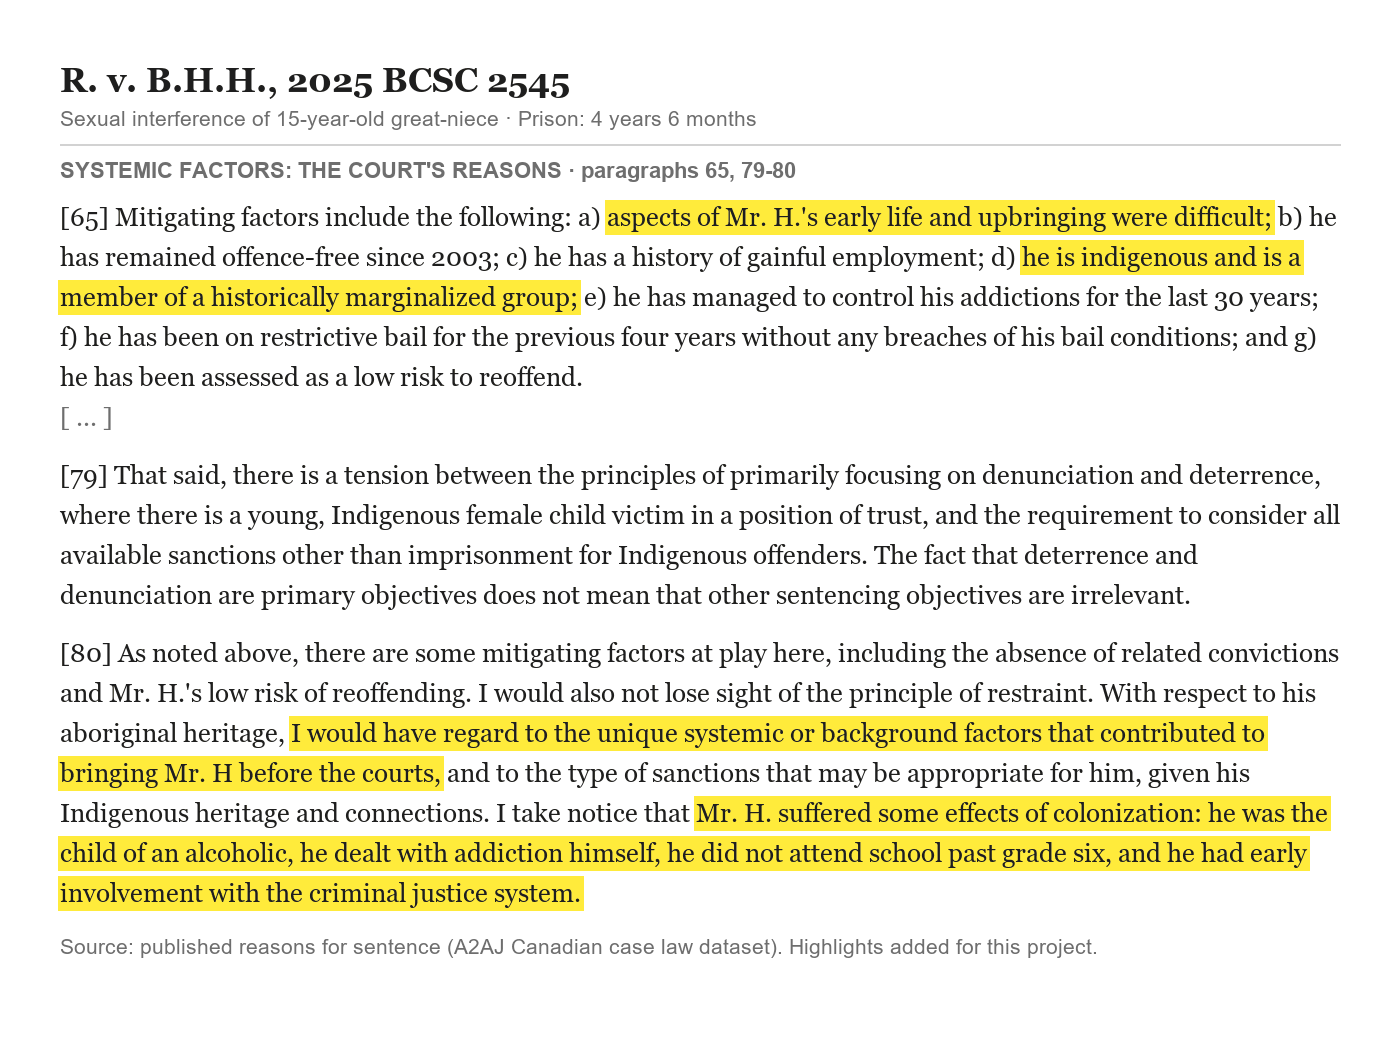 R. v. B.H.H., 2025 BCSC 2545
Sexual interference of 15-year-old great-niece · Prison: 4 years 6 months
SYSTEMIC FACTORS: THE COURT'S REASONS · paragraphs 65, 79-80
[65] Mitigating factors include the following: a) aspects of Mr. H.'s early life and upbringing were difficult; b) he
has remained offence-free since 2003; c) he has a history of gainful employment; d) he is indigenous and is a
member of a historically marginalized group; e) he has managed to control his addictions for the last 30 years;
f) he has been on restrictive bail for the previous four years without any breaches of his bail conditions; and g)
he has been assessed as a low risk to reoffend.
[ ... ]
[79] That said, there is a tension between the principles of primarily focusing on denunciation and deterrence,
where there is a young, Indigenous female child victim in a position of trust, and the requirement to consider all
available sanctions other than imprisonment for Indigenous offenders. The fact that deterrence and
denunciation are primary objectives does not mean that other sentencing objectives are irrelevant.
[80] As noted above, there are some mitigating factors at play here, including the absence of related convictions
and Mr. H.'s low risk of reoffending. I would also not lose sight of the principle of restraint. With respect to his
aboriginal heritage, I would have regard to the unique systemic or background factors that contributed to
bringing Mr. H before the courts, and to the type of sanctions that may be appropriate for him, given his
Indigenous heritage and connections. I take notice that Mr. H. suffered some effects of colonization: he was the
child of an alcoholic, he dealt with addiction himself, he did not attend school past grade six, and he had early
involvement with the criminal justice system.
Source: published reasons for sentence (A2AJ Canadian case law dataset). Highlights added for this project.